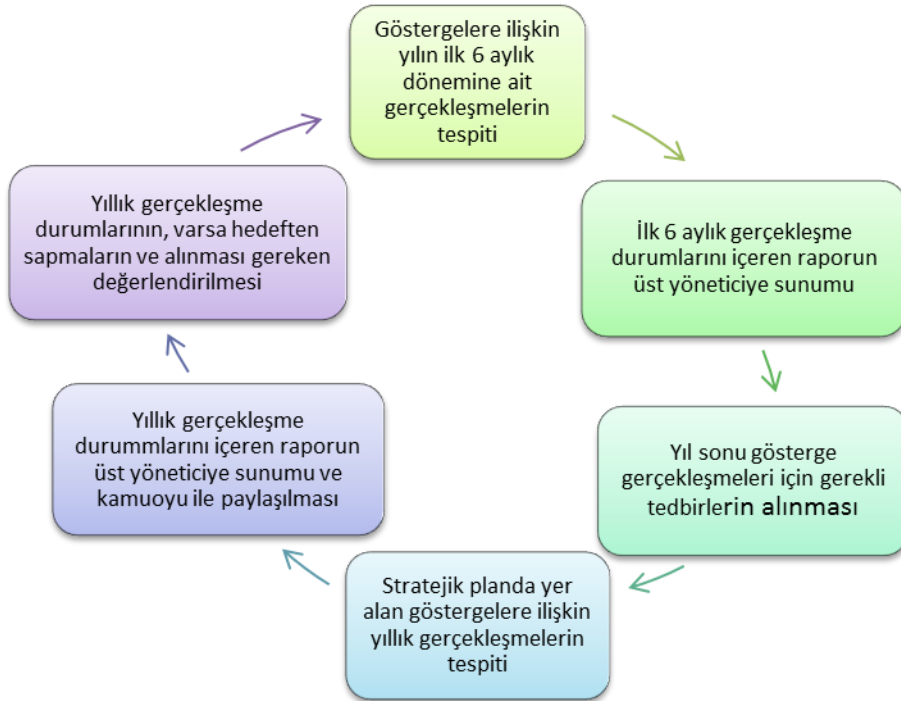 Göstergelere ilişkin
yılın ilk 6 aylık
dönemine ait
gerçekleşmelerin
tespiti
İlk 6 aylık gerçekleşme
durumlarını içeren raporun
üst yöneticiye sunumu
Yıl sonu gösterge
gerçekleşmeleri için gerekli
tedbirlerin alınması
Stratejik planda yer
alan göstergelere ilişkin
yıllık gerçekleşmelerin
tespiti
Yıllık gerçekleşme
durummlarını içeren raporun
üst yöneticiye sunumu ve
kamuoyu ile paylaşılması
Yıllık gerçekleşme
durumlarının, varsa hedeften
sapmaların ve alınması gereken
değerlendirilmesi